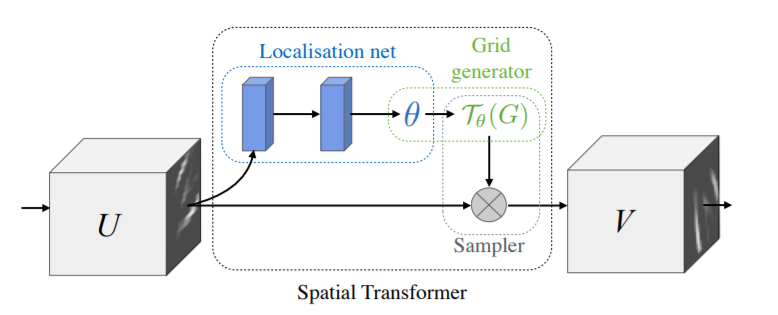 Localisation net
Grid
generator
θ
𝒯θ(G)
U
V
Sampler
Spatial Transformer